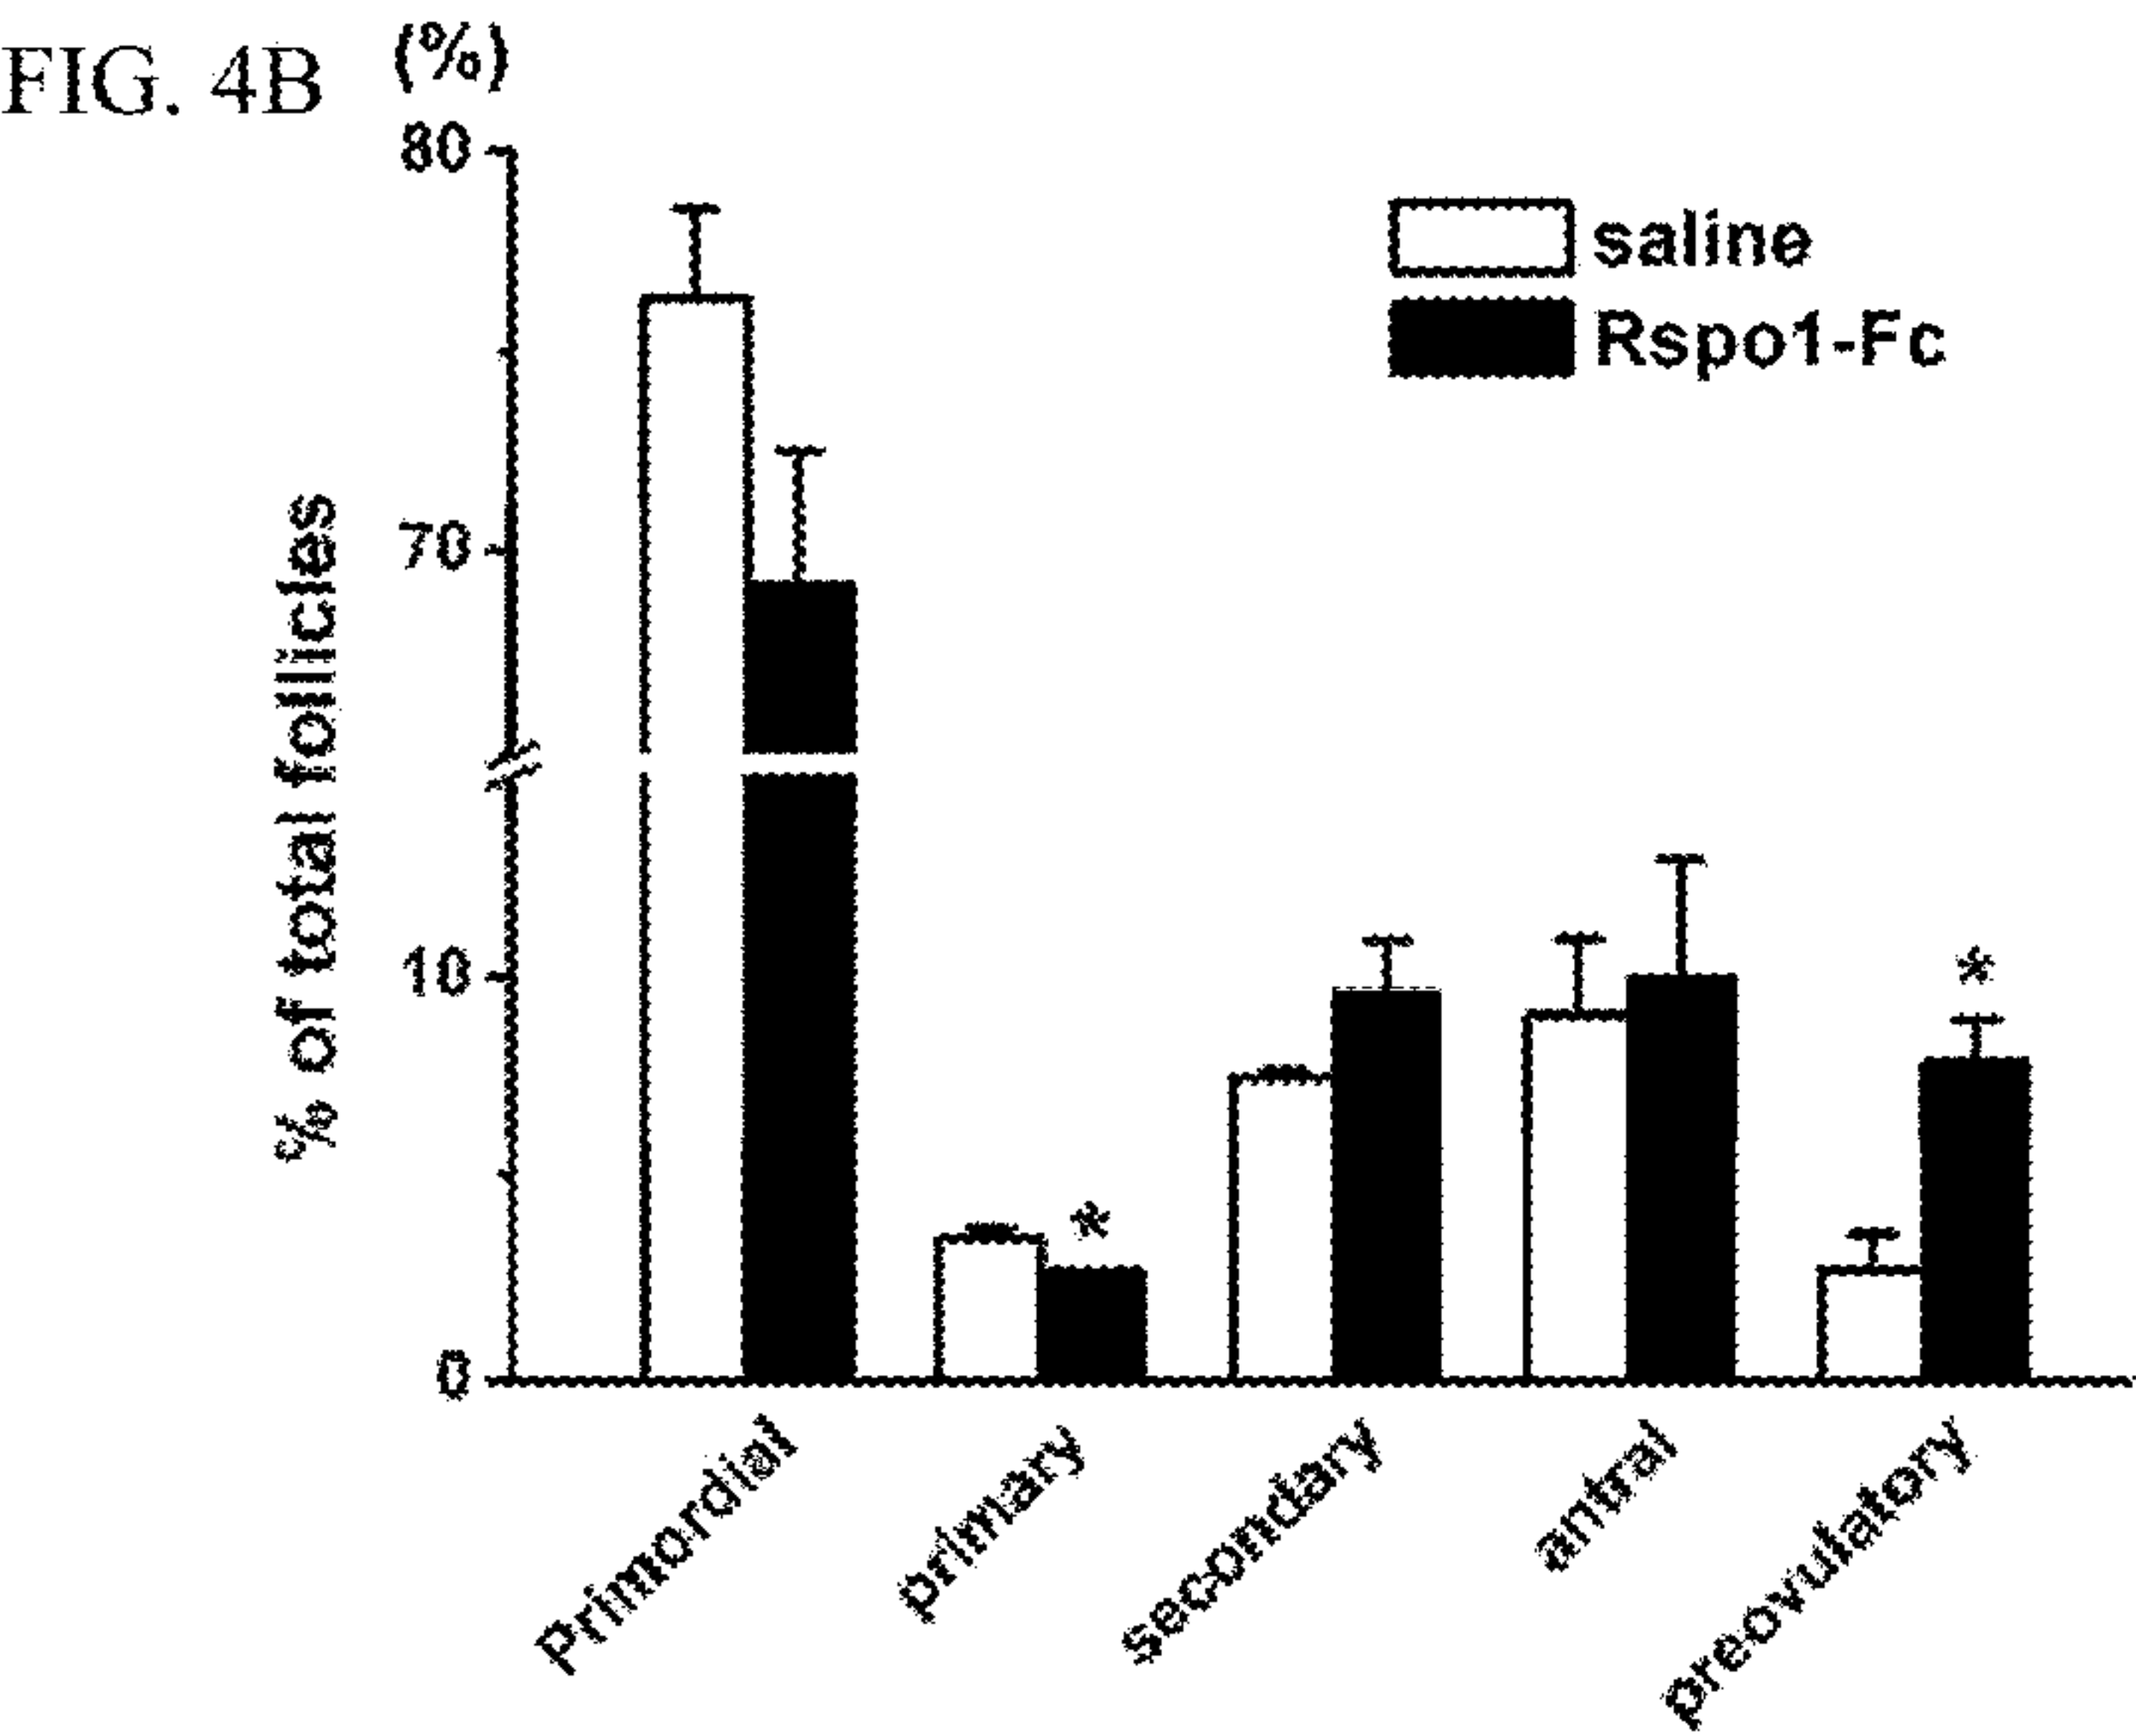 FIG. 4B
(%)
80
70
10
0
% of total follicles
saline
Rspo1-Fc
*
*
primordial
primary
secondary
antral
preovulatory